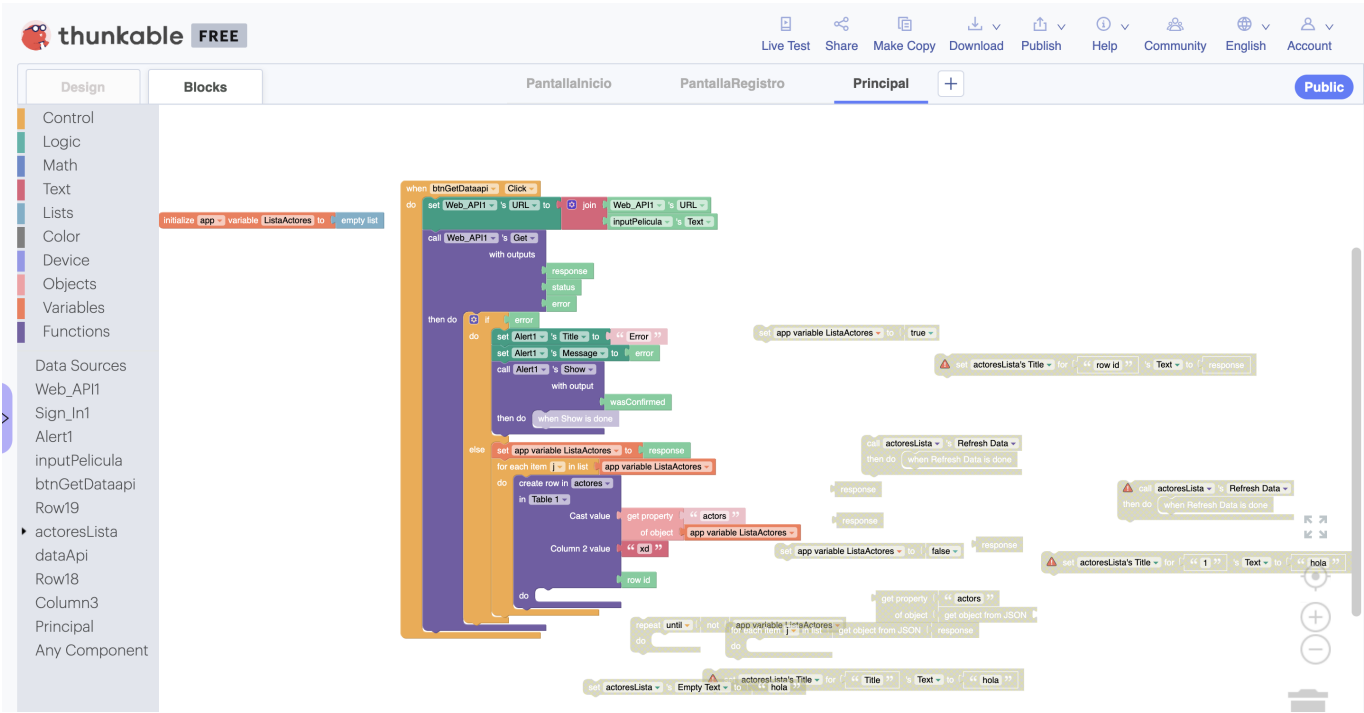 thunkable FREE
Live Test Share Make Copy Download Publish Help Community English Account
Design Blocks PantallaInicio PantallaRegistro Principal + Public
Control
Logic
Math
Text
Lists
Color
Device
Objects
Variables
Functions
Data Sources
Web_API1
Sign_In1
Alert1
inputPelicula
btnGetDataapi
Row19
actoresLista
dataApi
Row18
Column3
Principal
Any Component
initialize app variable ListaActores to empty list
when btnGetDataapi Click
do set Web_API1 's URL to join Web_API1 's URL
inputPelicula 's Text
call Web_API1 's Get
with outputs
response
status
error
then do if error
do set Alert1 's Title to “ Error ”
set Alert1 's Message to error
call Alert1 's Show
with output
wasConfirmed
then do when Show is done
else set app variable ListaActores to response
for each item j in list app variable ListaActores
do create row in actores
in Table 1
Cast value get property “ actors ”
of object app variable ListaActores
Column 2 value “ xd ”
row id
do
set app variable ListaActores to true
set actoresLista's Title for “ row id ” 's Text to response
call actoresLista 's Refresh Data
then do when Refresh Data is done
response
call actoresLista 's Refresh Data
then do when Refresh Data is done
response
response
set app variable ListaActores to false
set actoresLista's Title for “ 1 ” 's Text to “ hola ”
get property “ actors ”
of object get object from JSON
repeat until not app variable ListaActores
do
for each item j in list get object from JSON response
do
set actoresLista's Title for “ Title ” 's Text to “ hola ”
set actoresLista 's Empty Text to “ hola ”